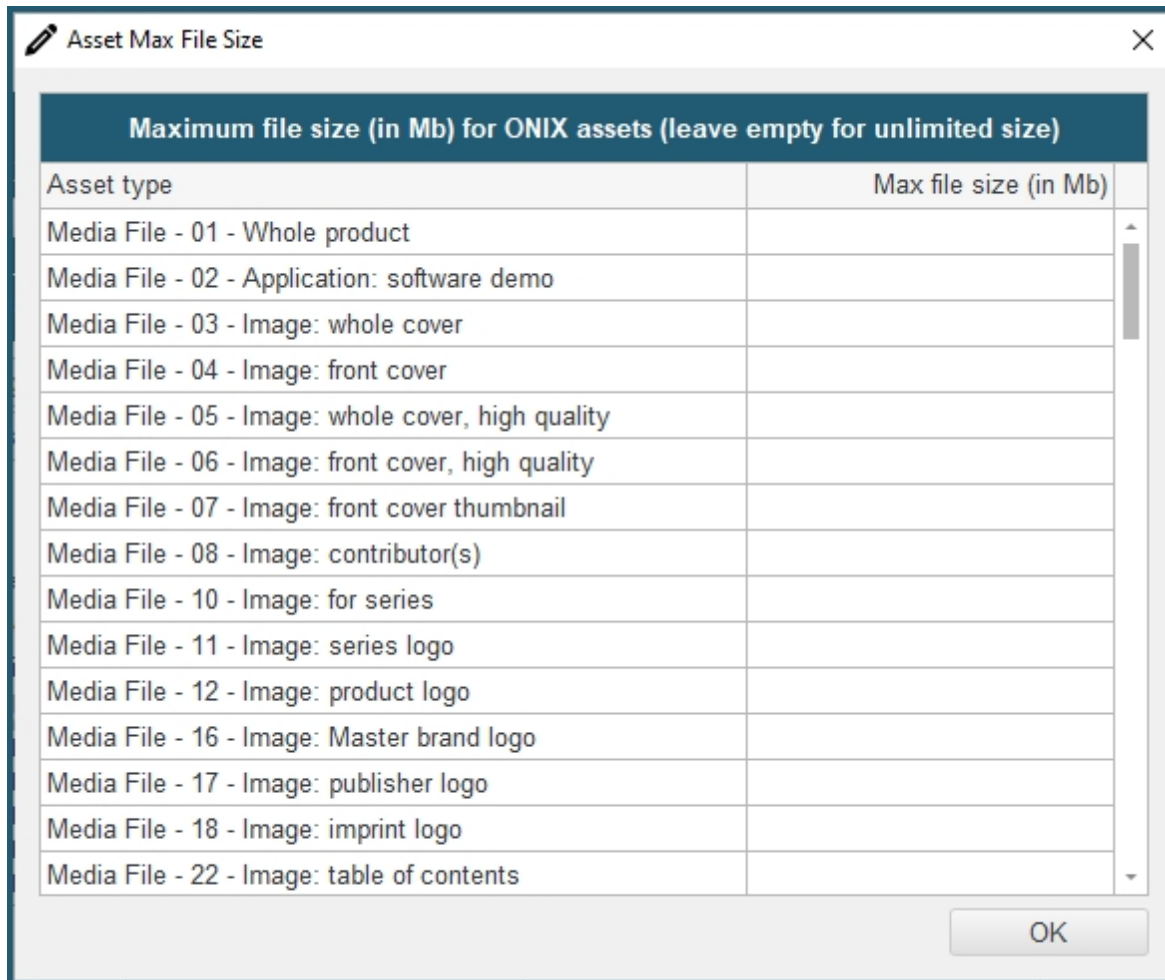 Asset Max File Size
Maximum file size (in Mb) for ONIX assets (leave empty for unlimited size)
Asset type Max file size (in Mb)
Media File - 01 - Whole product
Media File - 02 - Application: software demo
Media File - 03 - Image: whole cover
Media File - 04 - Image: front cover
Media File - 05 - Image: whole cover, high quality
Media File - 06 - Image: front cover, high quality
Media File - 07 - Image: front cover thumbnail
Media File - 08 - Image: contributor(s)
Media File - 10 - Image: for series
Media File - 11 - Image: series logo
Media File - 12 - Image: product logo
Media File - 16 - Image: Master brand logo
Media File - 17 - Image: publisher logo
Media File - 18 - Image: imprint logo
Media File - 22 - Image: table of contents
OK